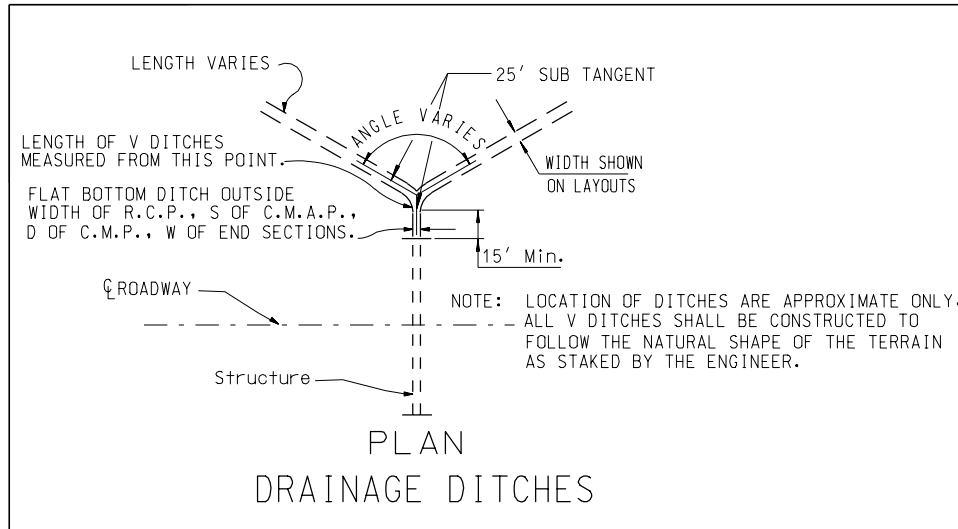 LENGTH VARIES
25' SUB TANGENT
ANGLE VARIES
LENGTH OF V DITCHES
MEASURED FROM THIS POINT.
WIDTH SHOWN
ON LAYOUTS
FLAT BOTTOM DITCH OUTSIDE
WIDTH OF R.C.P., S OF C.M.A.P.,
D OF C.M.P., W OF END SECTIONS.
15' Min.
℄ ROADWAY
NOTE: LOCATION OF DITCHES ARE APPROXIMATE ONLY.
ALL V DITCHES SHALL BE CONSTRUCTED TO
FOLLOW THE NATURAL SHAPE OF THE TERRAIN
AS STAKED BY THE ENGINEER.
Structure
PLAN
DRAINAGE DITCHES